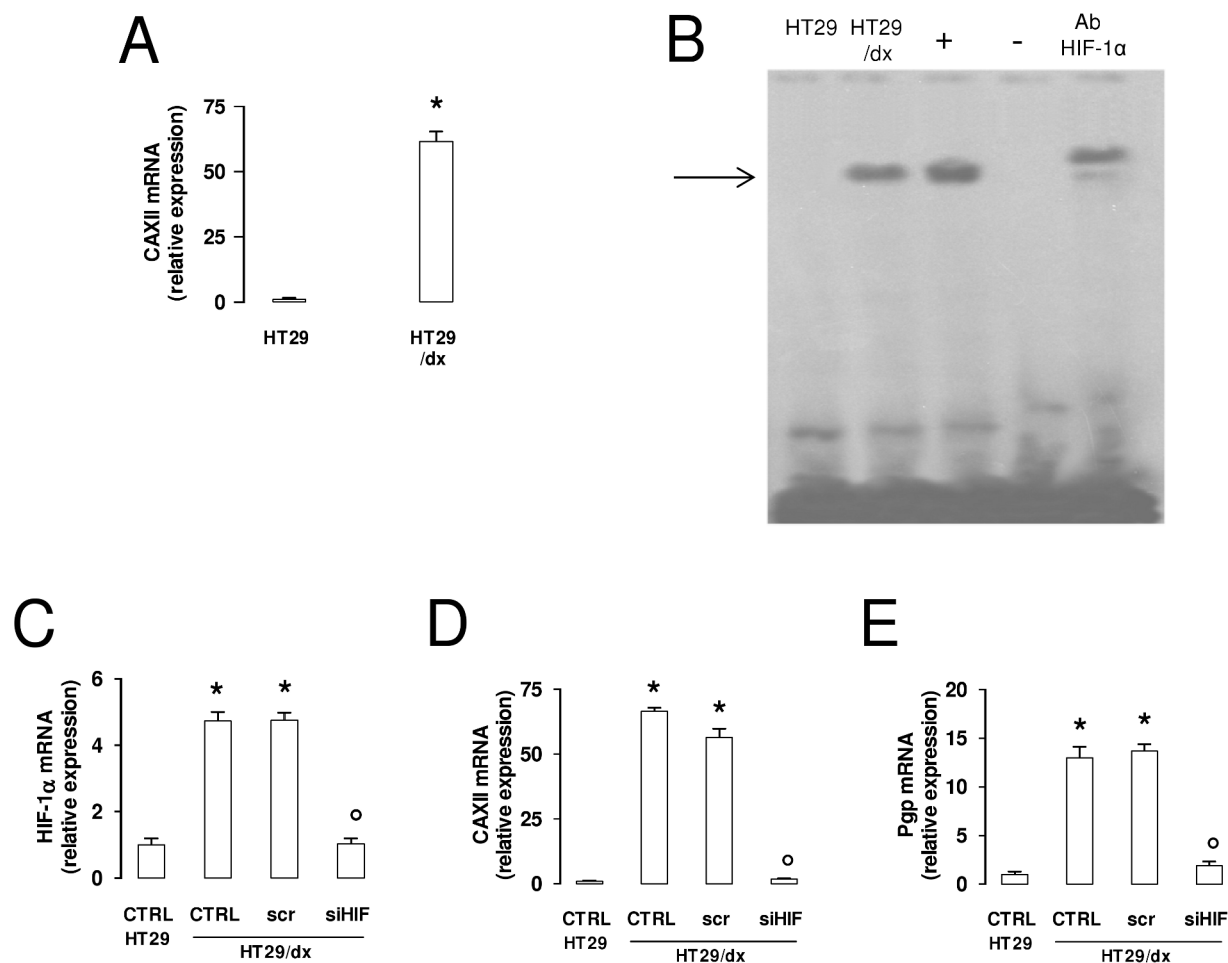 A
CAXII mRNA
(relative expression)
75
50
25
0
*
HT29
HT29
/dx
B
HT29
HT29
/dx
+
-
Ab
HIF-1α
C
HIF-1α mRNA
(relative expression)
6
4
2
0
*
*
CTRL
HT29
CTRL
scr
siHIF
HT29/dx
D
CAXII mRNA
(relative expression)
75
50
25
0
*
*
CTRL
HT29
CTRL
scr
siHIF
HT29/dx
E
Pgp mRNA
(relative expression)
20
15
10
5
0
*
*
CTRL
HT29
CTRL
scr
siHIF
HT29/dx